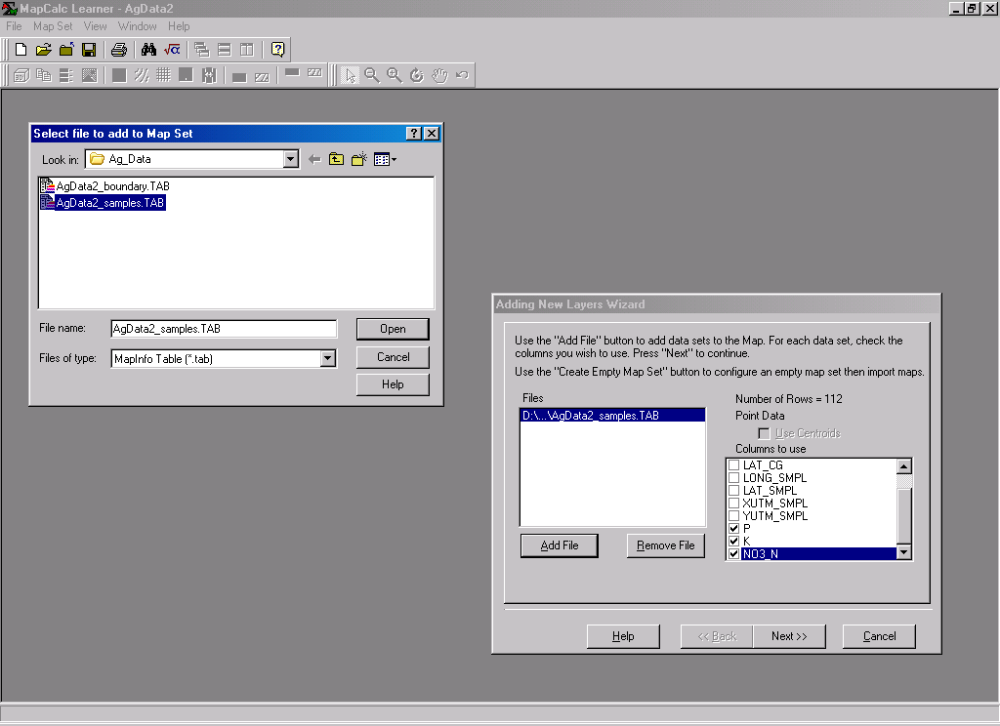 MapCalc Learner - AgData2
File Map Set View Window Help
Select file to add to Map Set
Look in: Ag_Data
AgData2_boundary.TAB
AgData2_samples.TAB
File name: AgData2_samples.TAB Open
Files of type: MapInfo Table (*.tab) Cancel
Help
Adding New Layers Wizard
Use the "Add File" button to add data sets to the Map. For each data set, check the
columns you wish to use. Press "Next" to continue.
Use the "Create Empty Map Set" button to configure an empty map set then import maps.
Files
D:\...\AgData2_samples.TAB
Number of Rows = 112
Point Data
Use Centroids
Columns to use
LAT_CG
LONG_SMPL
LAT_SMPL
XUTM_SMPL
YUTM_SMPL
P
K
NO3_N
Add File Remove File
Help << Back Next >> Cancel